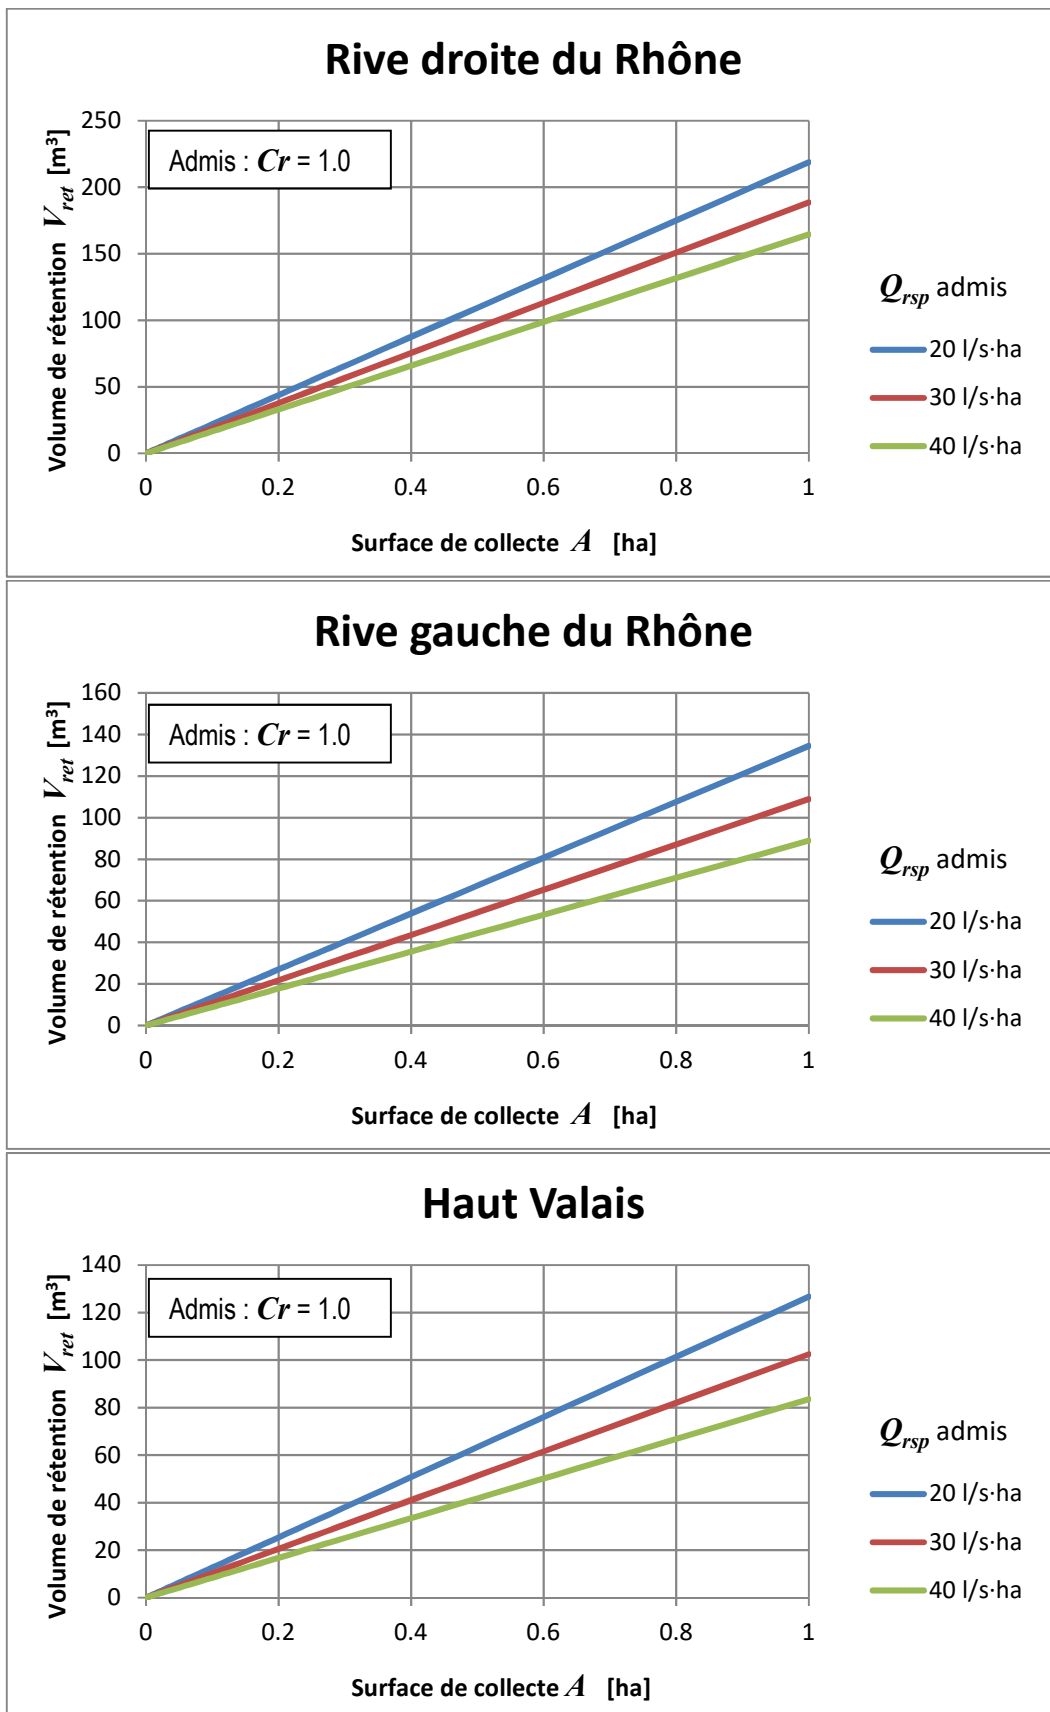 Rive droite du Rhône
Volume de rétention V_ret [m³]
250
200
150
100
50
0
Admis : Cr = 1.0
0 0.2 0.4 0.6 0.8 1
Surface de collecte A [ha]
Q_rsp admis
20 l/s·ha
30 l/s·ha
40 l/s·ha
Rive gauche du Rhône
Volume de rétention V_ret [m³]
160
140
120
100
80
60
40
20
0
Admis : Cr = 1.0
0 0.2 0.4 0.6 0.8 1
Surface de collecte A [ha]
Q_rsp admis
20 l/s·ha
30 l/s·ha
40 l/s·ha
Haut Valais
Volume de rétention V_ret [m³]
140
120
100
80
60
40
20
0
Admis : Cr = 1.0
0 0.2 0.4 0.6 0.8 1
Surface de collecte A [ha]
Q_rsp admis
20 l/s·ha
30 l/s·ha
40 l/s·ha